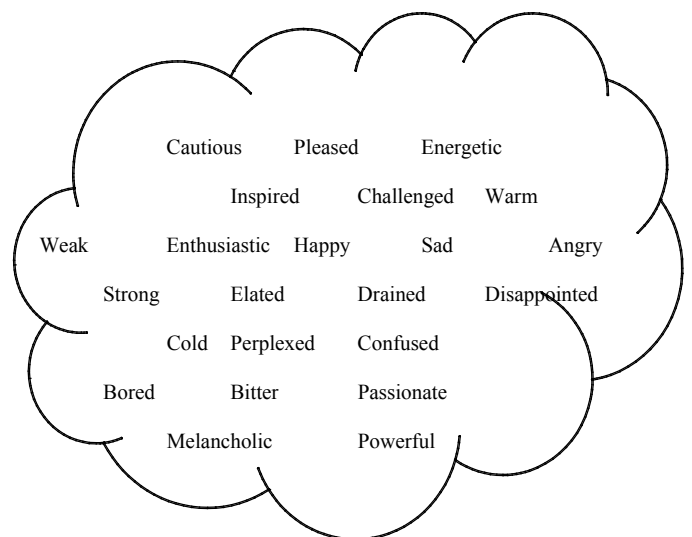 Cautious Pleased Energetic
Inspired Challenged Warm
Weak Enthusiastic Happy Sad Angry
Strong Elated Drained Disappointed
Cold Perplexed Confused
Bored Bitter Passionate
Melancholic Powerful